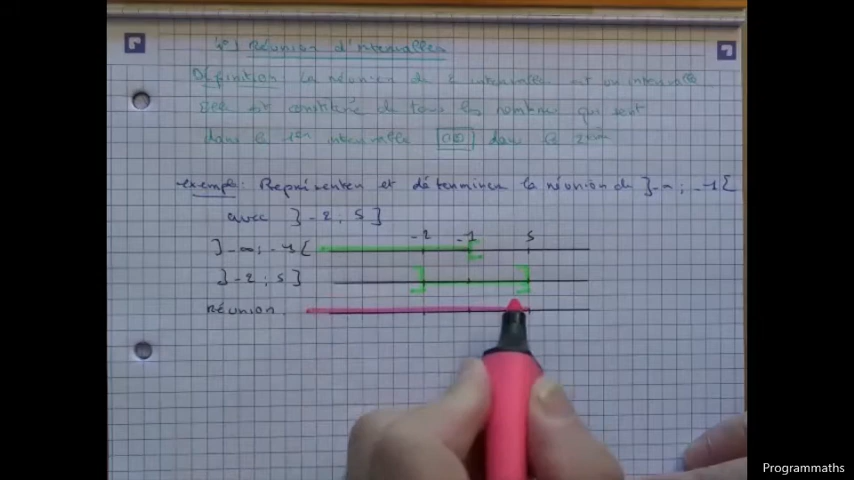 2) Réunion d'intervalles
Définition: La réunion de 2 intervalles est un intervalle
Elle est constituée de tous les nombres qui sont
dans le 1er intervalle OU dans le 2ème
exemple: Représenter et déterminer la réunion de ]-∞ ; -1[
avec ]-2 ; 5]
-2 -1 5
]-∞ ; -1[
]-2 ; 5]
Réunion
Programmaths